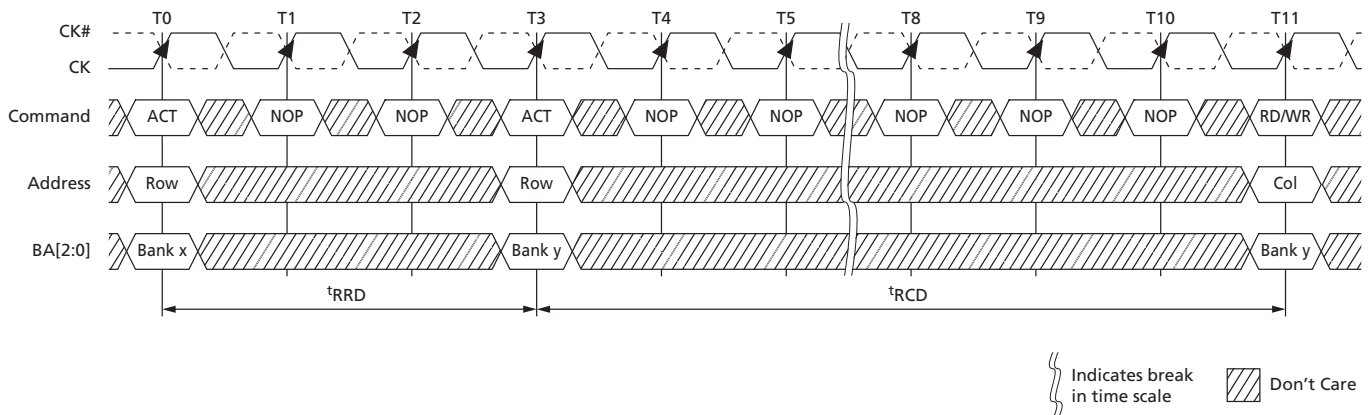 T0 T1 T2 T3 T4 T5 T8 T9 T10 T11
CK#
CK
Command ACT NOP NOP ACT NOP NOP NOP NOP NOP RD/WR
Address Row Row Col
BA[2:0] Bank x Bank y Bank y
tRRD tRCD
Indicates break
in time scale
Don't Care